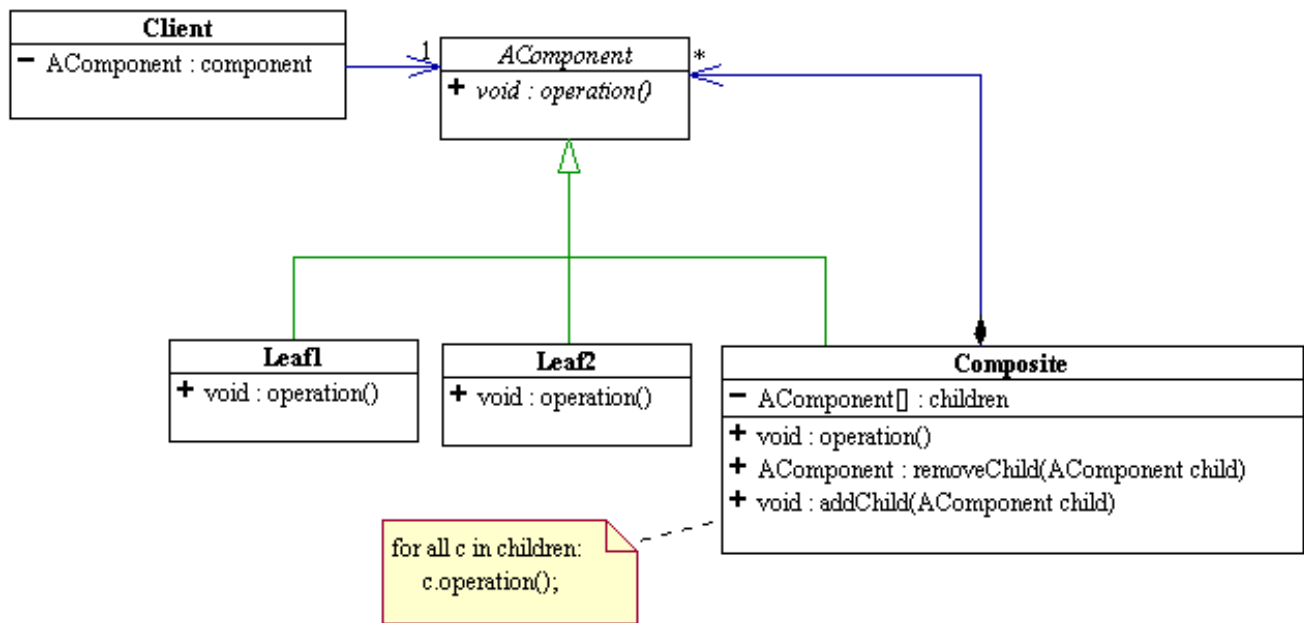 Client
- AComponent : component
1
AComponent
+ void : operation()
*
Leaf1
+ void : operation()
Leaf2
+ void : operation()
Composite
- AComponent[] : children
+ void : operation()
+ AComponent : removeChild(AComponent child)
+ void : addChild(AComponent child)
for all c in children:
c.operation();